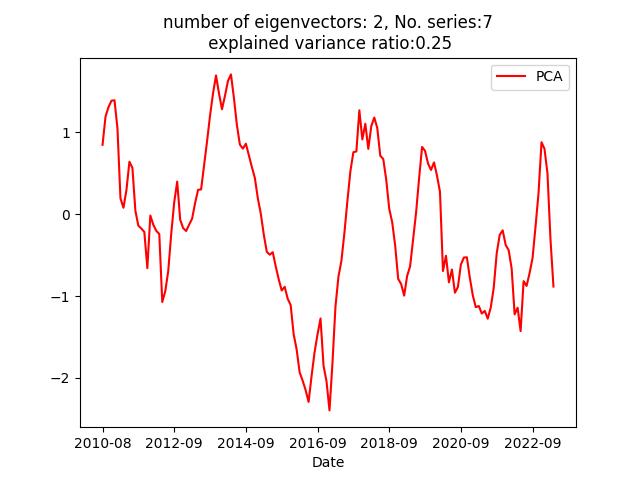 number of eigenvectors: 2, No. series:7
explained variance ratio:0.25
PCA
1
0
−1
−2
2010-08
2012-09
2014-09
2016-09
2018-09
2020-09
2022-09
Date